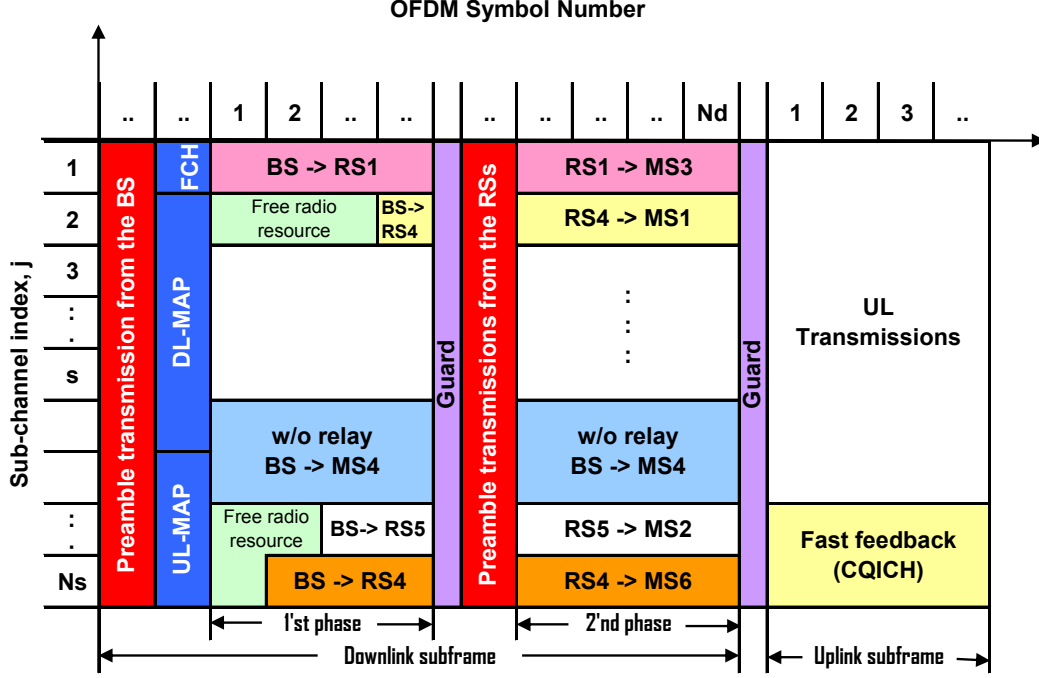 OFDM Symbol Number
.. .. 1 2 .. .. .. .. .. .. Nd 1 2 3 ..
Sub-channel index, j
1
2
3
:
.
s
:
.
Ns
Preamble transmission from the BS
FCH
DL-MAP
UL-MAP
BS -> RS1
Free radio
resource
BS->
RS4
w/o relay
BS -> MS4
Free radio
resource
BS-> RS5
BS -> RS4
Guard
Preamble transmissions from the RSs
RS1 -> MS3
RS4 -> MS1
:
:
:
w/o relay
BS -> MS4
RS5 -> MS2
RS4 -> MS6
Guard
UL
Transmissions
Fast feedback
(CQICH)
1'st phase
2'nd phase
Downlink subframe
Uplink subframe